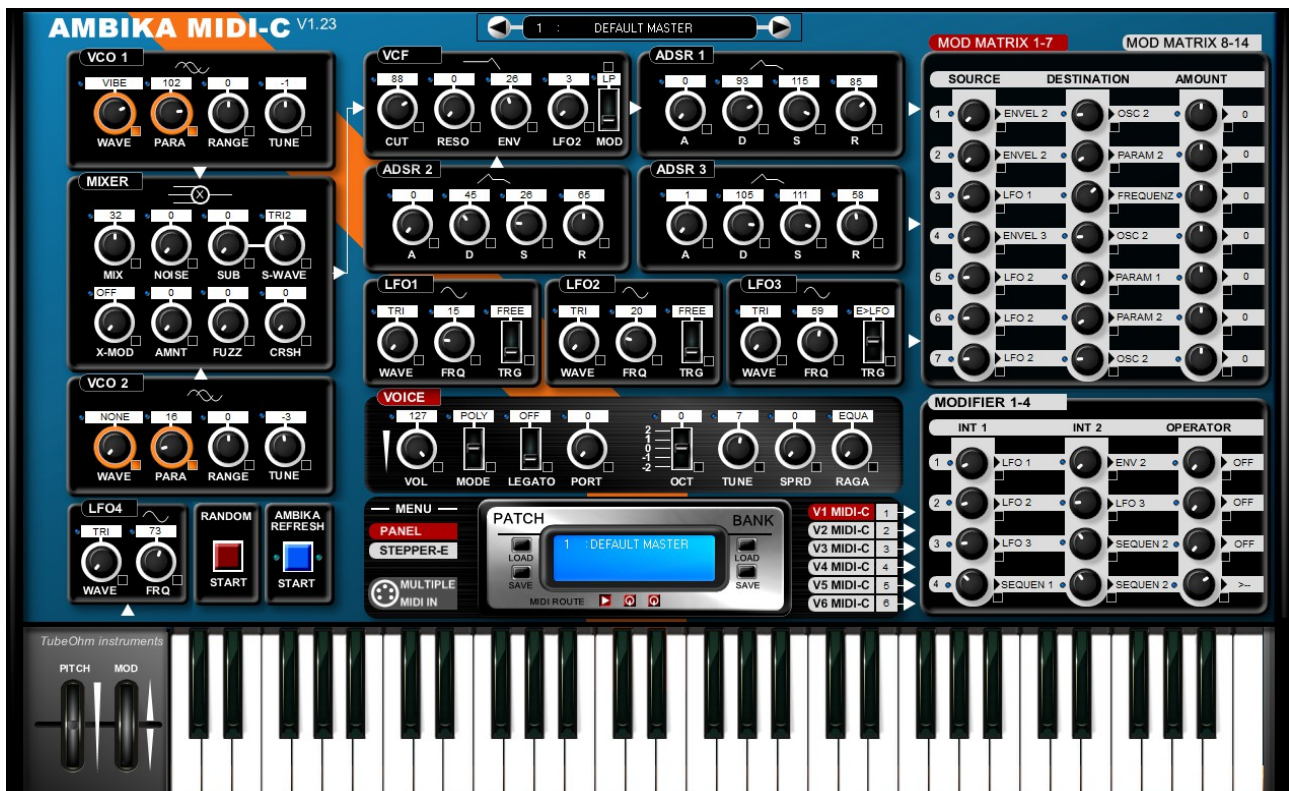 AMBIKA MIDI-C V1.23
1 : DEFAULT MASTER
MOD MATRIX 1-7 MOD MATRIX 8-14
VCO 1
VIBE 102 0 -1
WAVE PARA RANGE TUNE
VCF
88 0 26 3 LP
CUT RESO ENV LFO2 MOD
ADSR 1
0 93 115 85
A D S R
SOURCE DESTINATION AMOUNT
1 ENVEL 2 OSC 2 0
2 ENVEL 2 PARAM 2 0
3 LFO 1 FREQUENZ 0
4 ENVEL 3 OSC 2 0
5 LFO 2 PARAM 1 0
6 LFO 2 PARAM 2 0
7 LFO 2 OSC 2 0
MIXER
32 0 0 TRI2
MIX NOISE SUB S-WAVE
OFF 0 0 0
X-MOD AMNT FUZZ CRSH
ADSR 2
0 45 26 65
A D S R
ADSR 3
1 105 111 58
A D S R
LFO1
TRI 15 FREE
WAVE FRQ TRG
LFO2
TRI 20 FREE
WAVE FRQ TRG
LFO3
TRI 59 E>LFO
WAVE FRQ TRG
VCO 2
NONE 16 0 -3
WAVE PARA RANGE TUNE
VOICE
127 POLY OFF 0 0 7 0 EQUA
2
1
0
-1
-2
VOL MODE LEGATO PORT OCT TUNE SPRD RAGA
MODIFIER 1-4
INT 1 INT 2 OPERATOR
1 LFO 1 ENV 2 OFF
2 LFO 2 LFO 3 OFF
3 LFO 3 SEQUEN 2 OFF
4 SEQUEN 1 SEQUEN 2 >--
LFO4
TRI 73
WAVE FRQ
RANDOM
START
AMBIKA
REFRESH
START
MENU
PANEL
STEPPER-E
MULTIPLE
MIDI IN
PATCH BANK
1 :DEFAULT MASTER
LOAD LOAD
SAVE SAVE
MIDI ROUTE
V1 MIDI-C 1
V2 MIDI-C 2
V3 MIDI-C 3
V4 MIDI-C 4
V5 MIDI-C 5
V6 MIDI-C 6
TubeOhm instruments
PITCH MOD